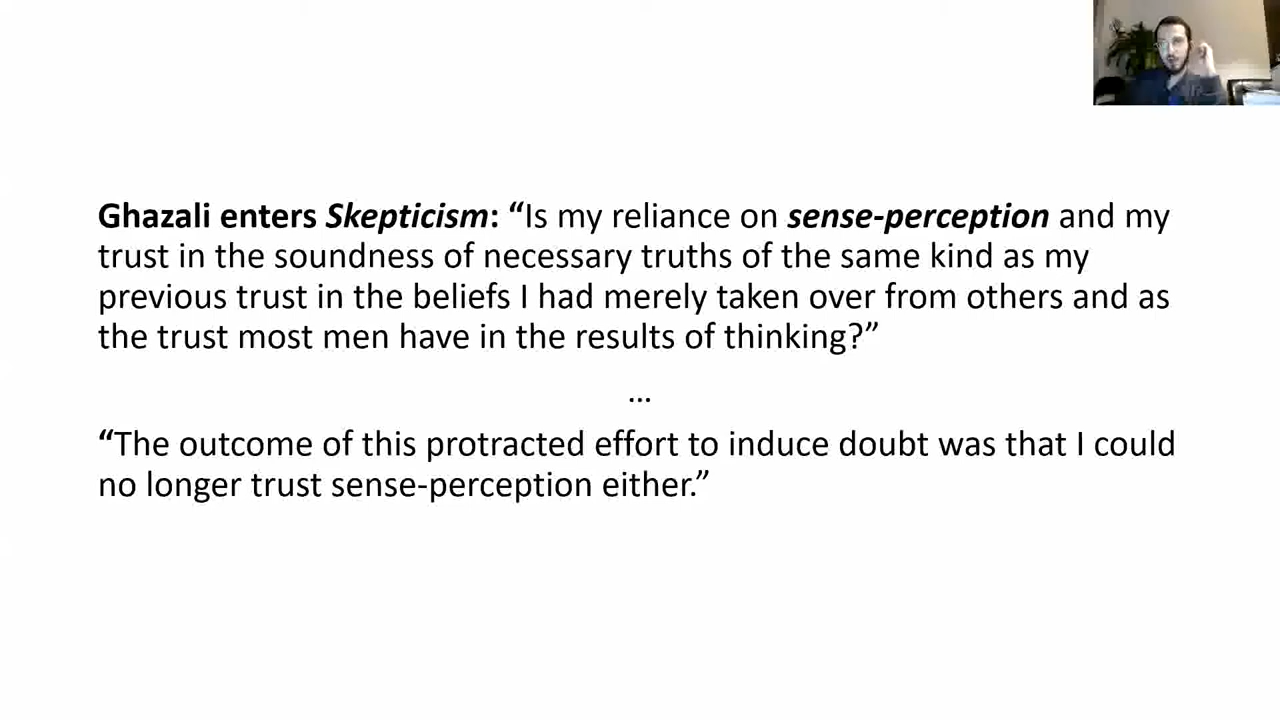 Ghazali enters Skepticism: “Is my reliance on sense-perception and my
trust in the soundness of necessary truths of the same kind as my
previous trust in the beliefs I had merely taken over from others and as
the trust most men have in the results of thinking?”
…
“The outcome of this protracted effort to induce doubt was that I could
no longer trust sense-perception either.”